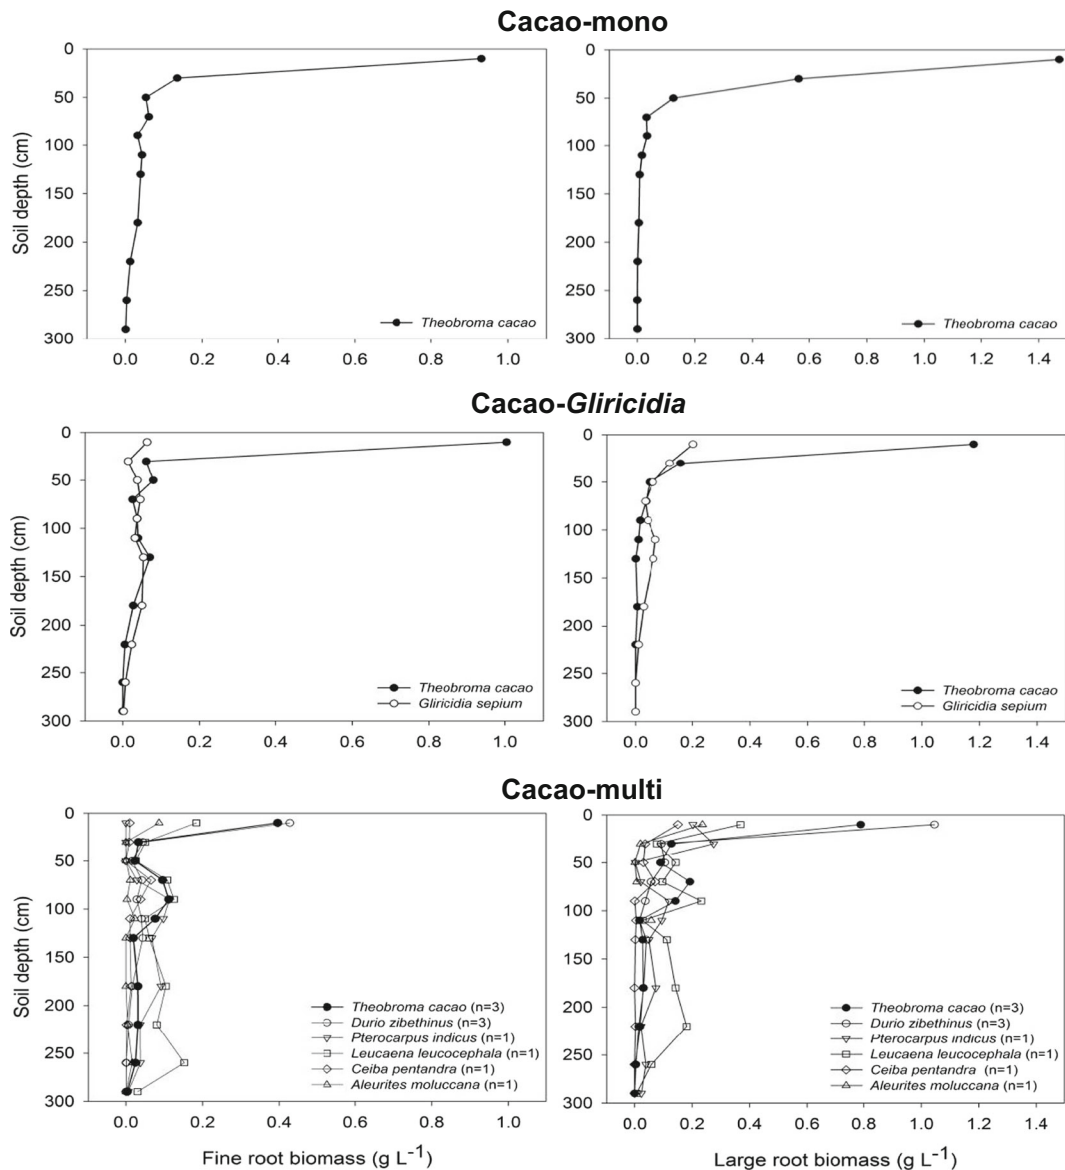 Cacao-mono
0
50
100
150
200
250
300
Soil depth (cm)
0.0 0.2 0.4 0.6 0.8 1.0
Theobroma cacao
0
50
100
150
200
250
300
0.0 0.2 0.4 0.6 0.8 1.0 1.2 1.4
Theobroma cacao
Cacao-Gliricidia
0
50
100
150
200
250
300
Soil depth (cm)
0.0 0.2 0.4 0.6 0.8 1.0
Theobroma cacao
Gliricidia sepium
0
50
100
150
200
250
300
0.0 0.2 0.4 0.6 0.8 1.0 1.2 1.4
Theobroma cacao
Gliricidia sepium
Cacao-multi
0
50
100
150
200
250
300
Soil depth (cm)
0.0 0.2 0.4 0.6 0.8 1.0
Theobroma cacao (n=3)
Durio zibethinus (n=3)
Pterocarpus indicus (n=1)
Leucaena leucocephala (n=1)
Ceiba pentandra (n=1)
Aleurites moluccana (n=1)
Fine root biomass (g L-1)
0
50
100
150
200
250
300
0.0 0.2 0.4 0.6 0.8 1.0 1.2 1.4
Theobroma cacao (n=3)
Durio zibethinus (n=3)
Pterocarpus indicus (n=1)
Leucaena leucocephala (n=1)
Ceiba pentandra (n=1)
Aleurites moluccana (n=1)
Large root biomass (g L-1)